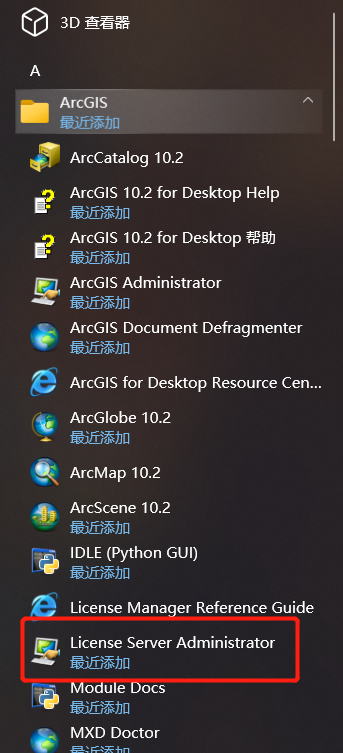 3D 查看器
A
ArcGIS
最近添加
ArcCatalog 10.2
ArcGIS 10.2 for Desktop Help
最近添加
ArcGIS 10.2 for Desktop 帮助
最近添加
ArcGIS Administrator
最近添加
ArcGIS Document Defragmenter
最近添加
ArcGIS for Desktop Resource Cen...
ArcGlobe 10.2
最近添加
ArcMap 10.2
ArcScene 10.2
最近添加
IDLE (Python GUI)
最近添加
License Manager Reference Guide
License Server Administrator
最近添加
Module Docs
最近添加
MXD Doctor
最近添加